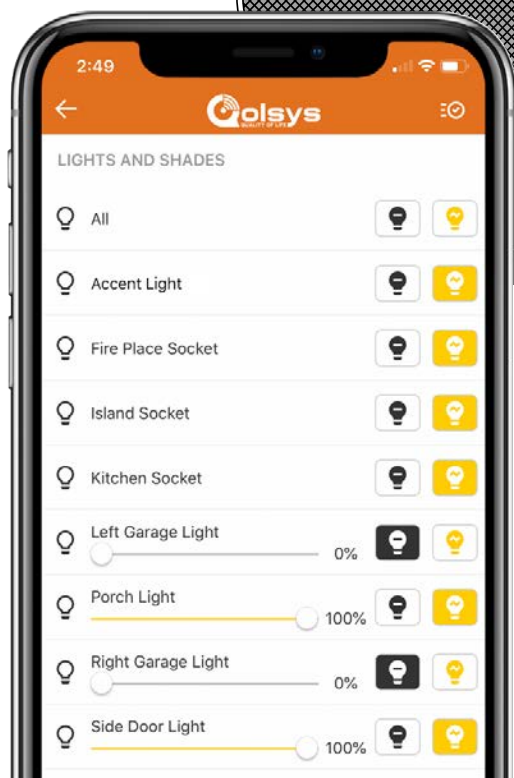 2:49
Qolsys
QUALITY OF LIFE
LIGHTS AND SHADES
All
Accent Light
Fire Place Socket
Island Socket
Kitchen Socket
Left Garage Light
0%
Porch Light
100%
Right Garage Light
0%
Side Door Light
100%